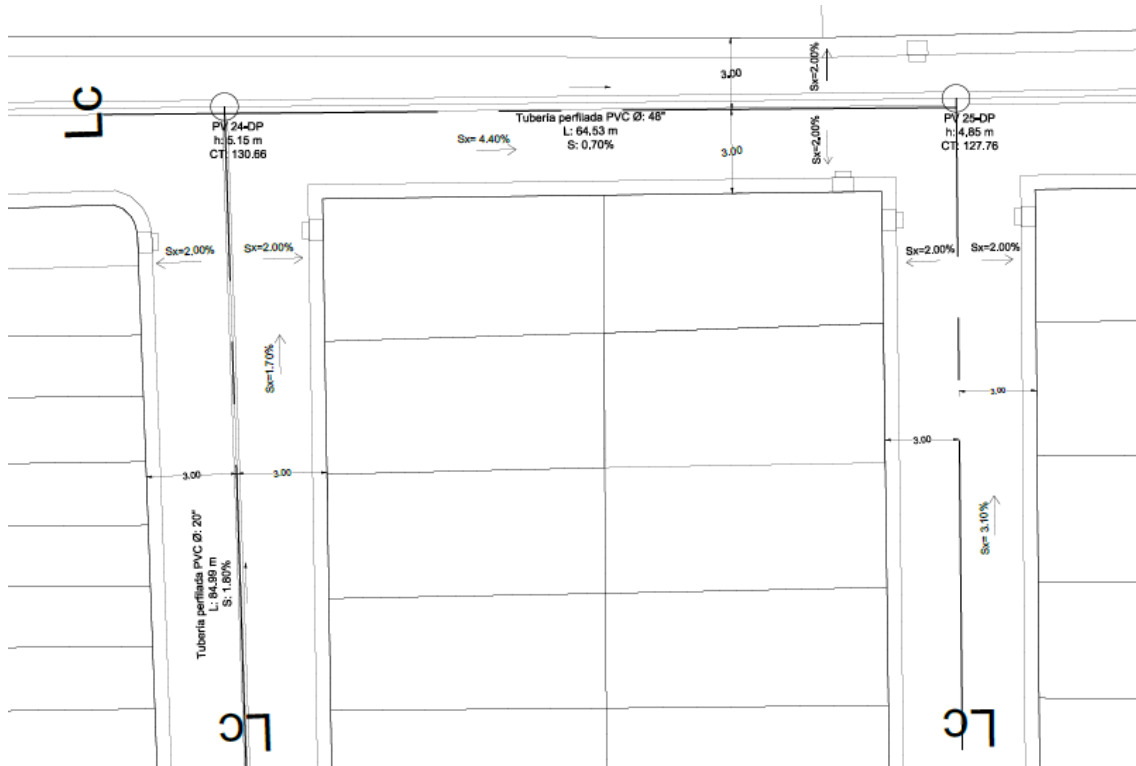 Sx=2.00%
3.00
LC
PV 24-DP
h: 5.15 m
CT: 130.66
Sx= 4.40%
Tubería perfilada PVC Ø: 48"
L: 64,53 m
S: 0,70%
3.00
Sx=2,00%
PV 25-DP
h: 4,85 m
CT: 127.76
Sx=2,00%
Sx=2.00%
Sx=2.00%
Sx=2.00%
Sx=1.70%
3,00
3.00
3.00
3.00
Sx= 3.10%
Tubería perfilada PVC Ø: 20"
L: 84.99 m
S: 1.80%
LC
LC